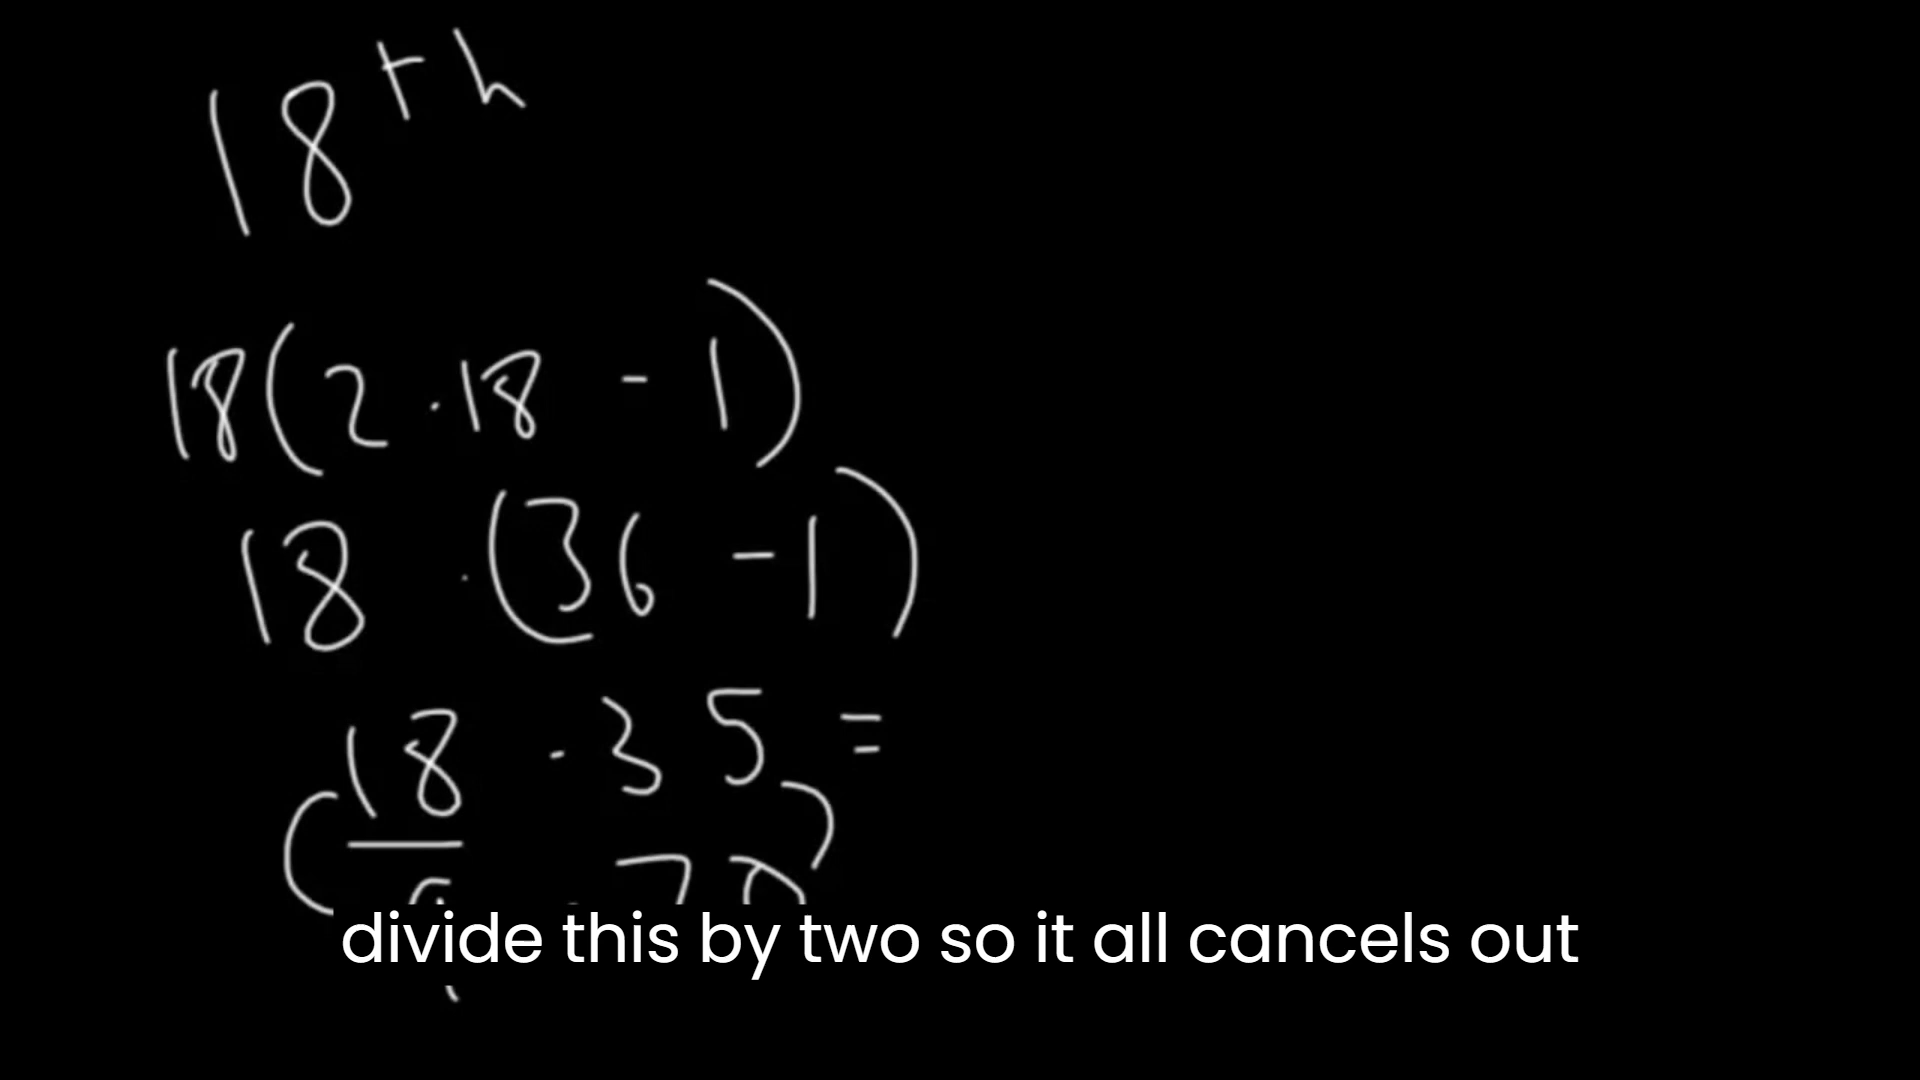 18th
18(2·18 - 1)
18 ·(36 - 1)
18 · 35 =
divide this by two so it all cancels out